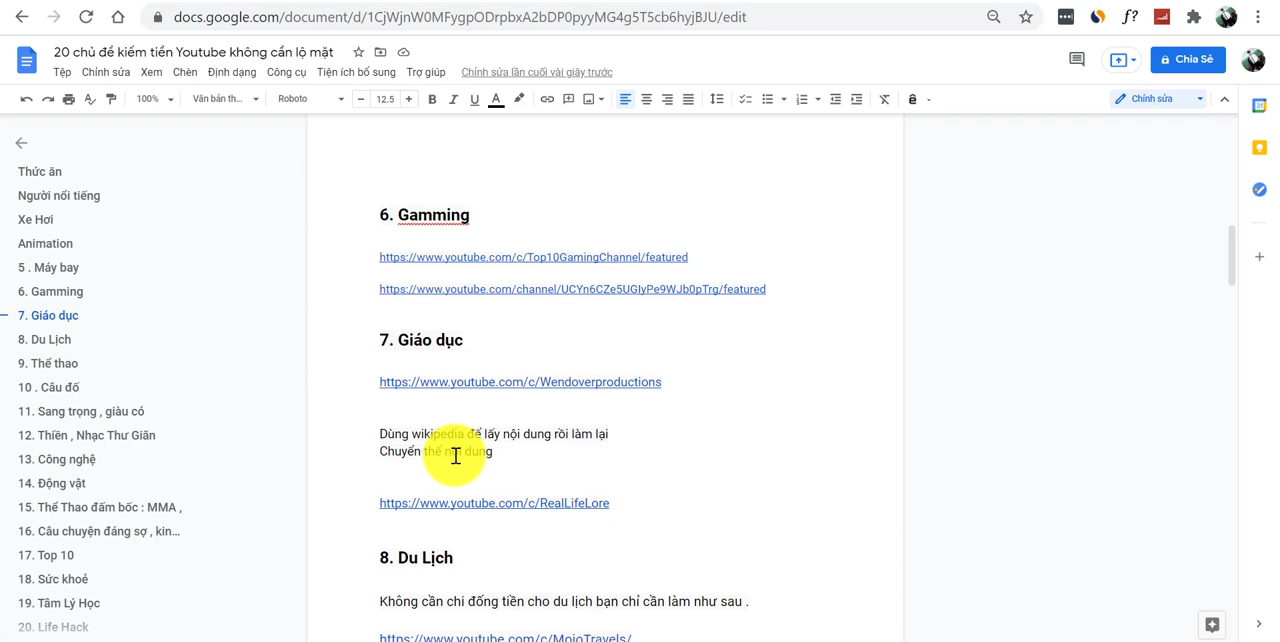 docs.google.com/document/d/1CjWjnW0MFygpODrpbxA2bDP0pyyMG4g5T5cb6hyjBJU/edit
20 chủ đề kiếm tiền Youtube không cần lộ mặt
Tệp Chỉnh sửa Xem Chèn Định dạng Công cụ Tiện ích bổ sung Trợ giúp Chỉnh sửa lần cuối vài giây trước
Chia Sẻ
100% Văn bản th... Roboto 12.5 Chỉnh sửa
Thức ăn
Người nổi tiếng
Xe Hơi
Animation
5 . Máy bay
6. Gamming
7. Giáo dục
8. Du Lịch
9. Thể thao
10 . Câu đố
11. Sang trọng , giàu có
12. Thiền , Nhạc Thư Giãn
13. Công nghệ
14. Động vật
15. Thể Thao đấm bốc : MMA ,
16. Câu chuyện đáng sợ , kin...
17. Top 10
18. Sức khoẻ
19. Tâm Lý Học
20. Life Hack
6. Gamming
https://www.youtube.com/c/Top10GamingChannel/featured
https://www.youtube.com/channel/UCYn6CZe5UGIyPe9WJb0pTrg/featured
7. Giáo dục
https://www.youtube.com/c/Wendoverproductions
Dùng wikipedia để lấy nội dung rồi làm lại
Chuyển thể nội dung
https://www.youtube.com/c/RealLifeLore
8. Du Lịch
Không cần chi đống tiền cho du lịch bạn chỉ cần làm như sau .
https://www.youtube.com/c/MojoTravels/